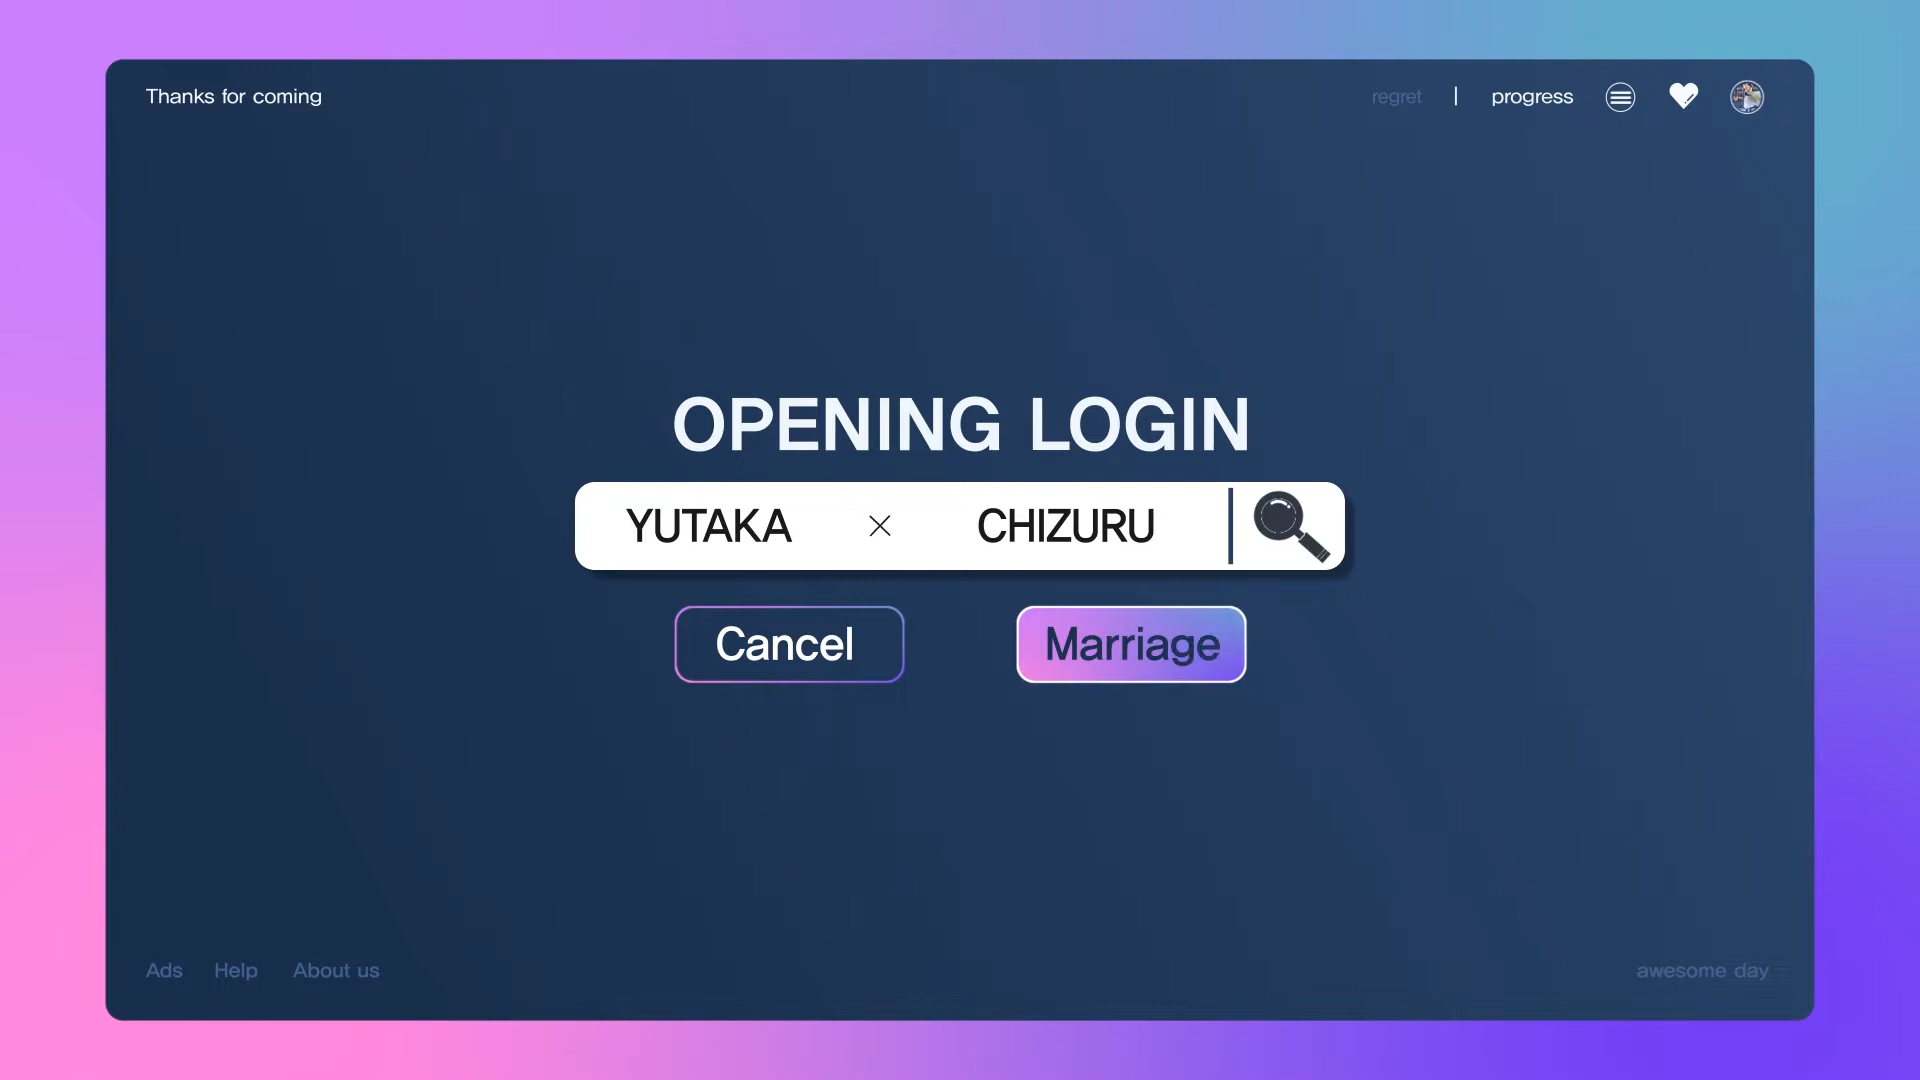 Thanks for coming
regret | progress
OPENING LOGIN
YUTAKA × CHIZURU
Cancel Marriage
Ads Help About us
awesome day